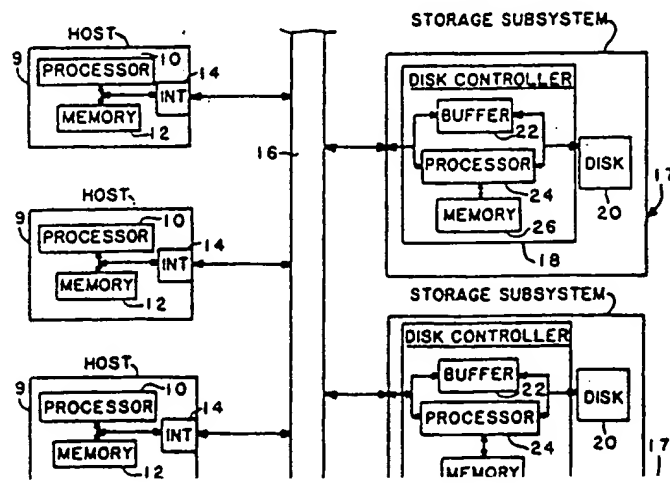 HOST
9
10
PROCESSOR
14
INT
MEMORY
12
HOST
9
10
PROCESSOR
14
INT
MEMORY
12
HOST
9
10
PROCESSOR
14
INT
MEMORY
12
16
STORAGE SUBSYSTEM
DISK CONTROLLER
BUFFER
22
PROCESSOR
24
MEMORY
26
18
DISK
20
17
STORAGE SUBSYSTEM
DISK CONTROLLER
BUFFER
22
PROCESSOR
24
MEMORY
DISK
20
17